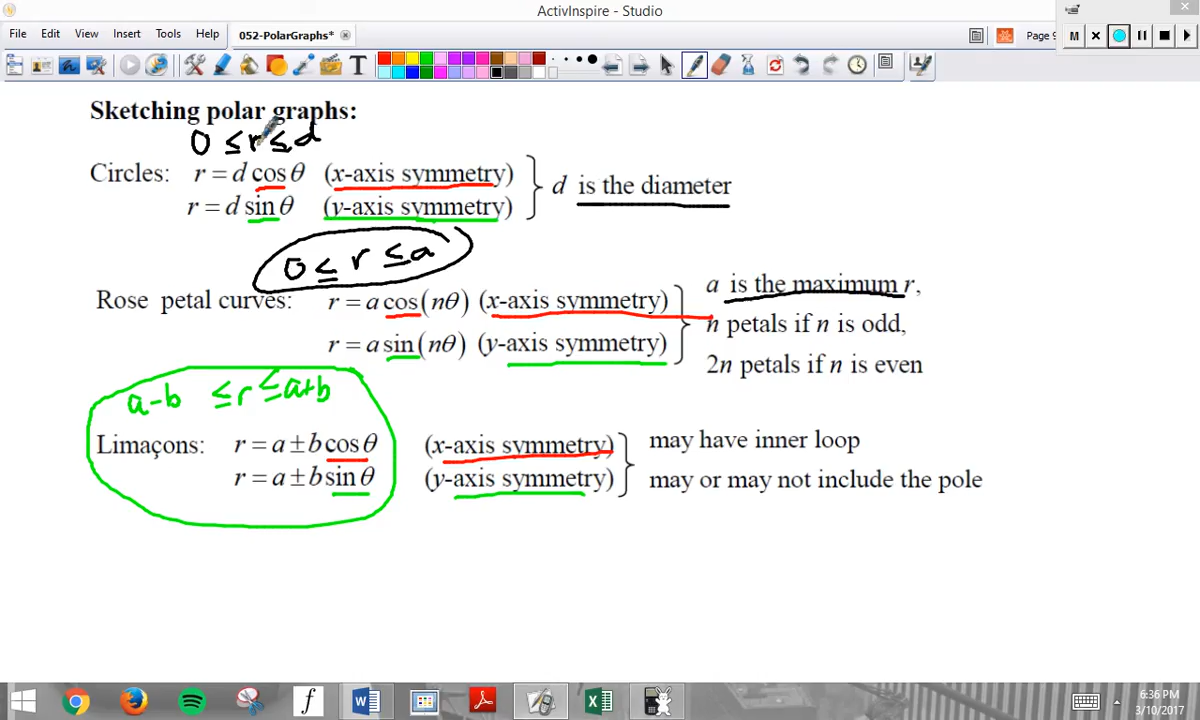 ActivInspire - Studio
File Edit View Insert Tools Help 052-PolarGraphs* Page 9
M
T
Sketching polar graphs:
0 ≤ r ≤ d
Circles: r = d cos θ (x-axis symmetry)
d is the diameter
r = d sin θ (y-axis symmetry)
0 ≤ r ≤ a
a is the maximum r,
Rose petal curves: r = a cos(nθ) (x-axis symmetry)
n petals if n is odd,
r = a sin(nθ) (y-axis symmetry)
2n petals if n is even
a-b ≤ r ≤ a+b
Limaçons: r = a ± b cos θ (x-axis symmetry) may have inner loop
r = a ± b sin θ (y-axis symmetry) may or may not include the pole
6:36 PM
3/10/2017